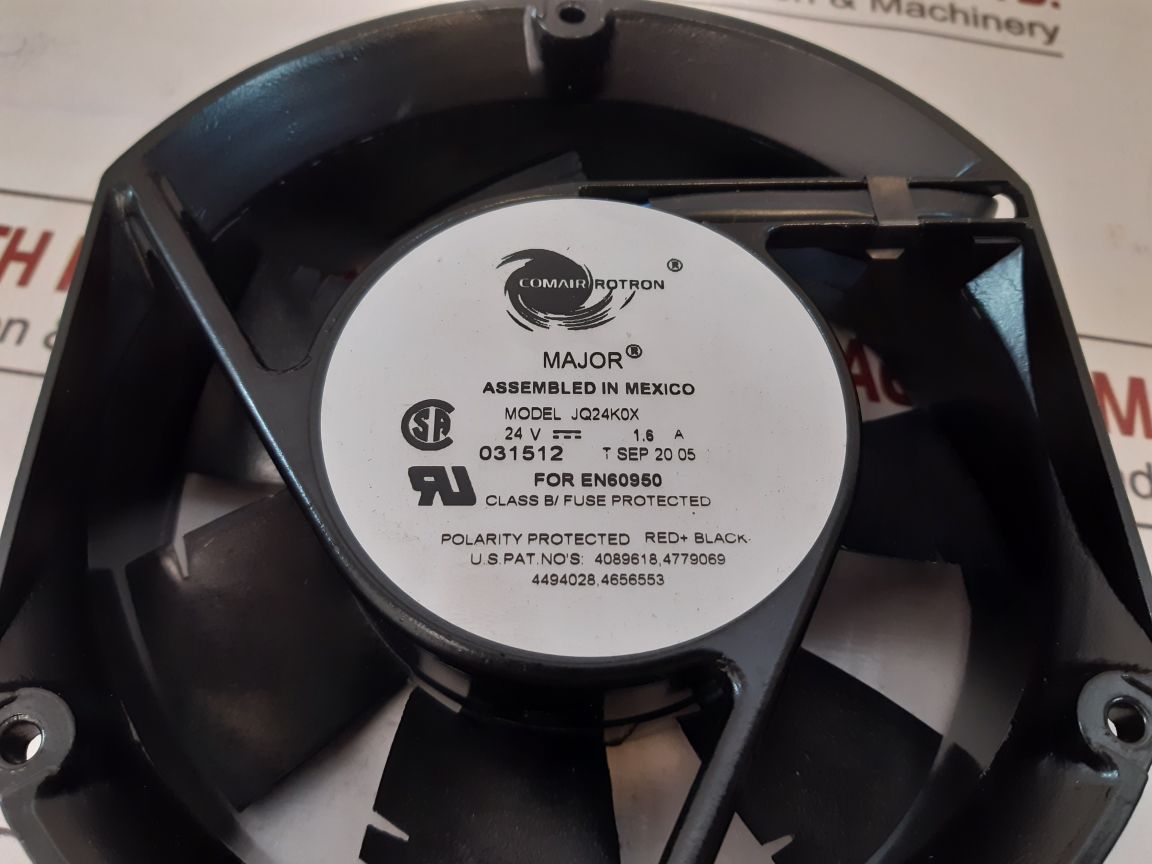 & Machinery
COMAIR ROTRON ®
MAJOR®
ASSEMBLED IN MEXICO
MODEL JQ24K0X
24 V 1.6 A
031512 T SEP 20 05
FOR EN60950
CLASS B/ FUSE PROTECTED
POLARITY PROTECTED RED+ BLACK-
U.S.PAT.NO'S: 4089618,4779069
4494028,4656553